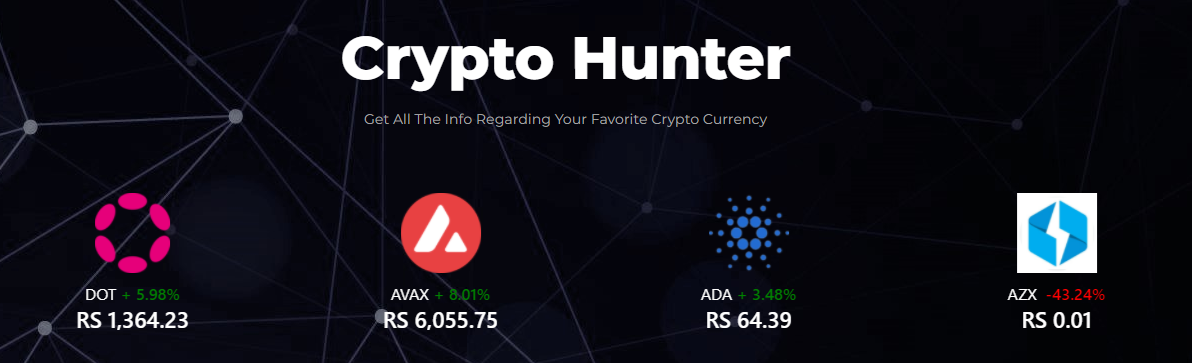 Crypto Hunter
Get All The Info Regarding Your Favorite Crypto Currency
DOT + 5.98%
RS 1,364.23
AVAX + 8.01%
RS 6,055.75
ADA + 3.48%
RS 64.39
AZX -43.24%
RS 0.01